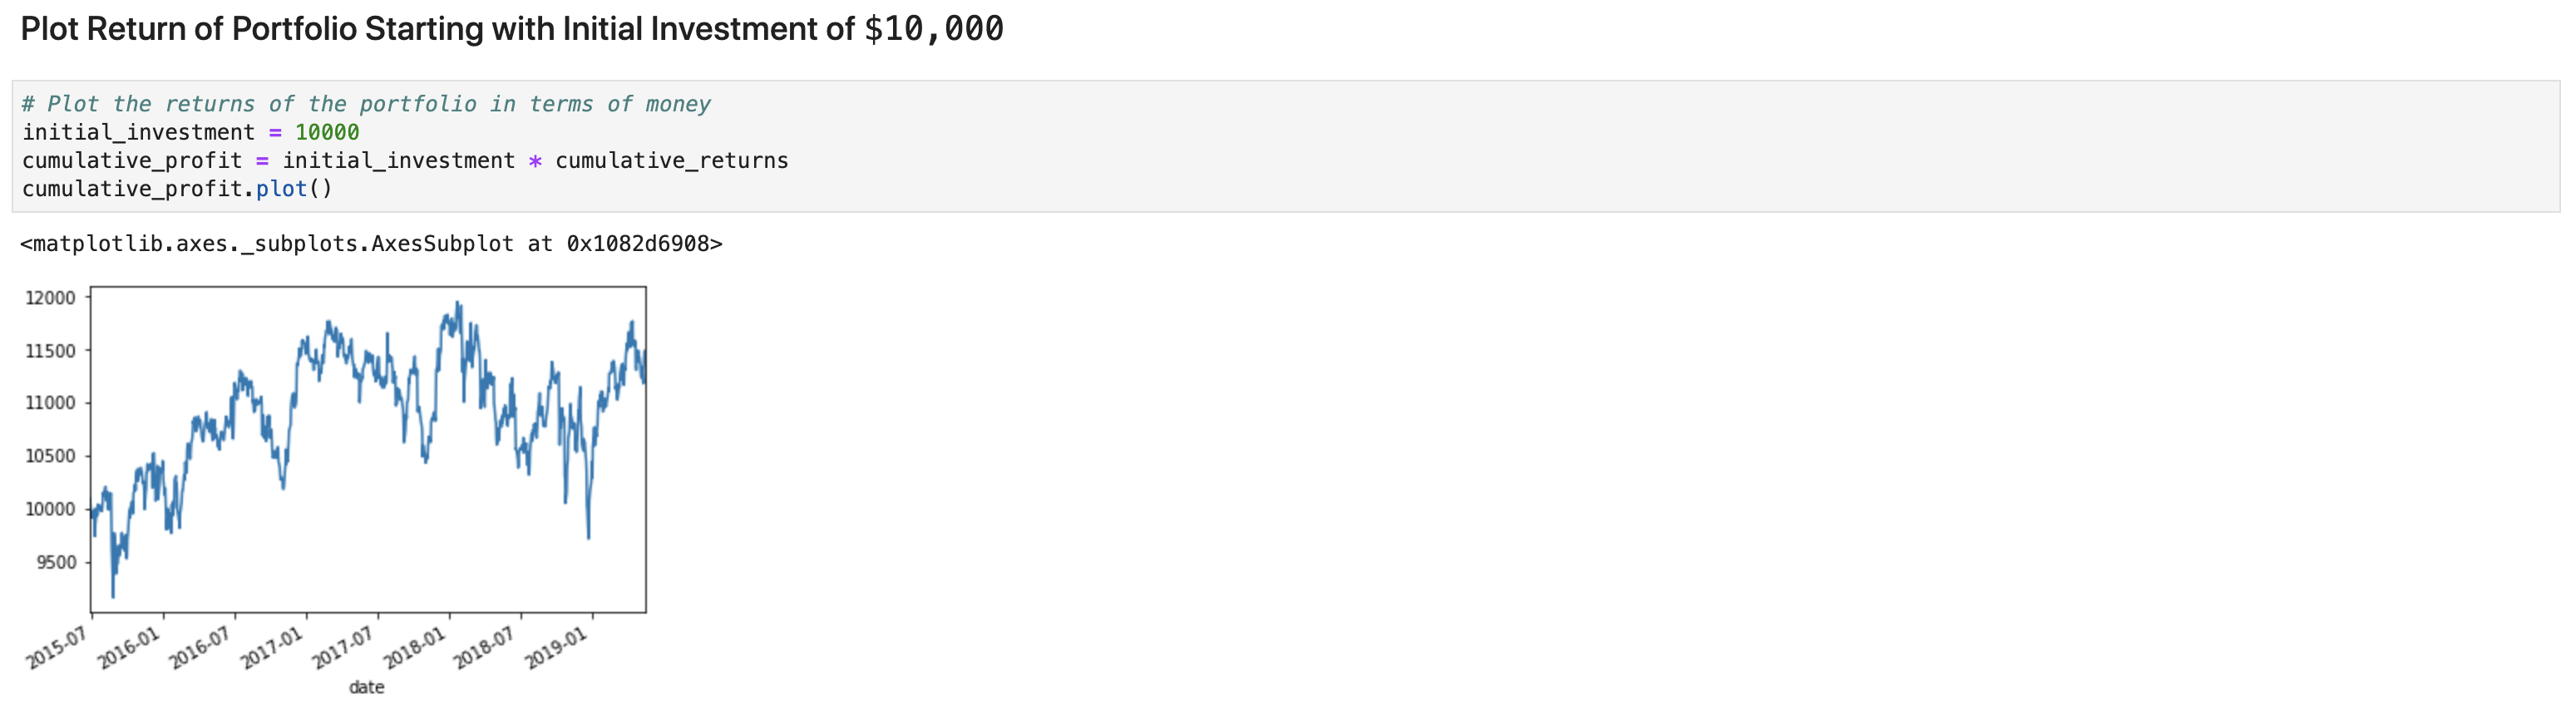 Plot Return of Portfolio Starting with Initial Investment of $10,000
# Plot the returns of the portfolio in terms of money
initial_investment = 10000
cumulative_profit = initial_investment * cumulative_returns
cumulative_profit.plot()
<matplotlib.axes._subplots.AxesSubplot at 0x1082d6908>
12000
11500
11000
10500
10000
9500
2015-07
2016-01
2016-07
2017-01
2017-07
2018-01
2018-07
2019-01
date